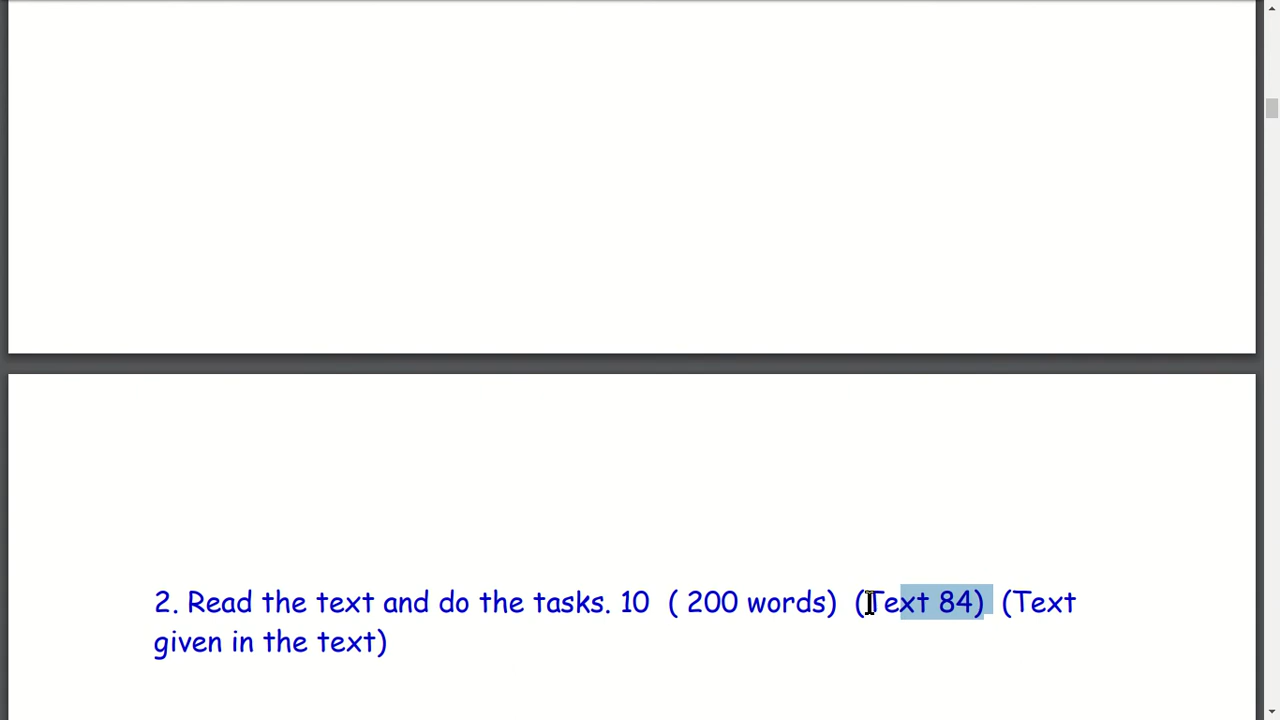 2. Read the text and do the tasks. 10 ( 200 words) (Text 84) (Text
given in the text)